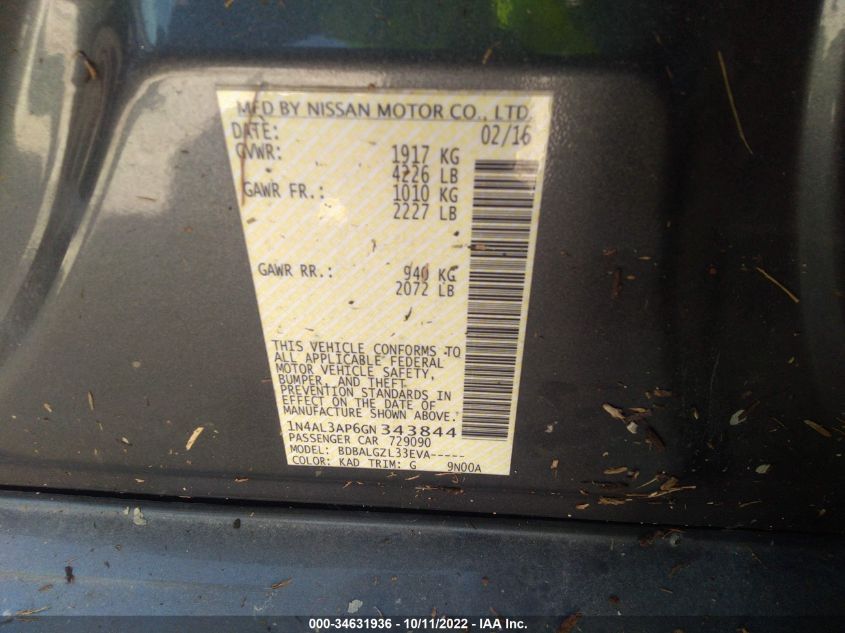 MFD BY NISSAN MOTOR CO., LTD
DATE: 02/16
GVWR: 1917 KG
4226 LB
GAWR FR.: 1010 KG
2227 LB
GAWR RR.: 940 KG
2072 LB
THIS VEHICLE CONFORMS TO
ALL APPLICABLE FEDERAL
MOTOR VEHICLE SAFETY,
BUMPER, AND THEFT
PREVENTION STANDARDS IN
EFFECT ON THE DATE OF
MANUFACTURE SHOWN ABOVE.
1N4AL3AP6GN 343844
PASSENGER CAR 729090
MODEL: BDBALGZL33EVA-----
COLOR: KAD TRIM: G 9N00A
000-34631936 - 10/11/2022 - IAA Inc.